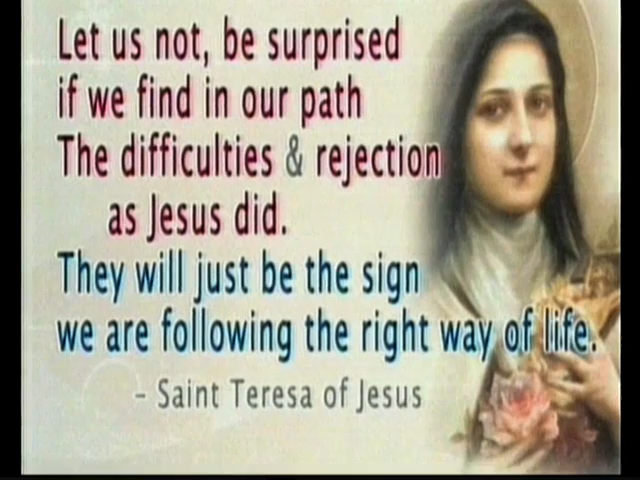 Let us not, be surprised
if we find in our path
The difficulties & rejection
as Jesus did.
They will just be the sign
we are following the right way of life.
- Saint Teresa of Jesus